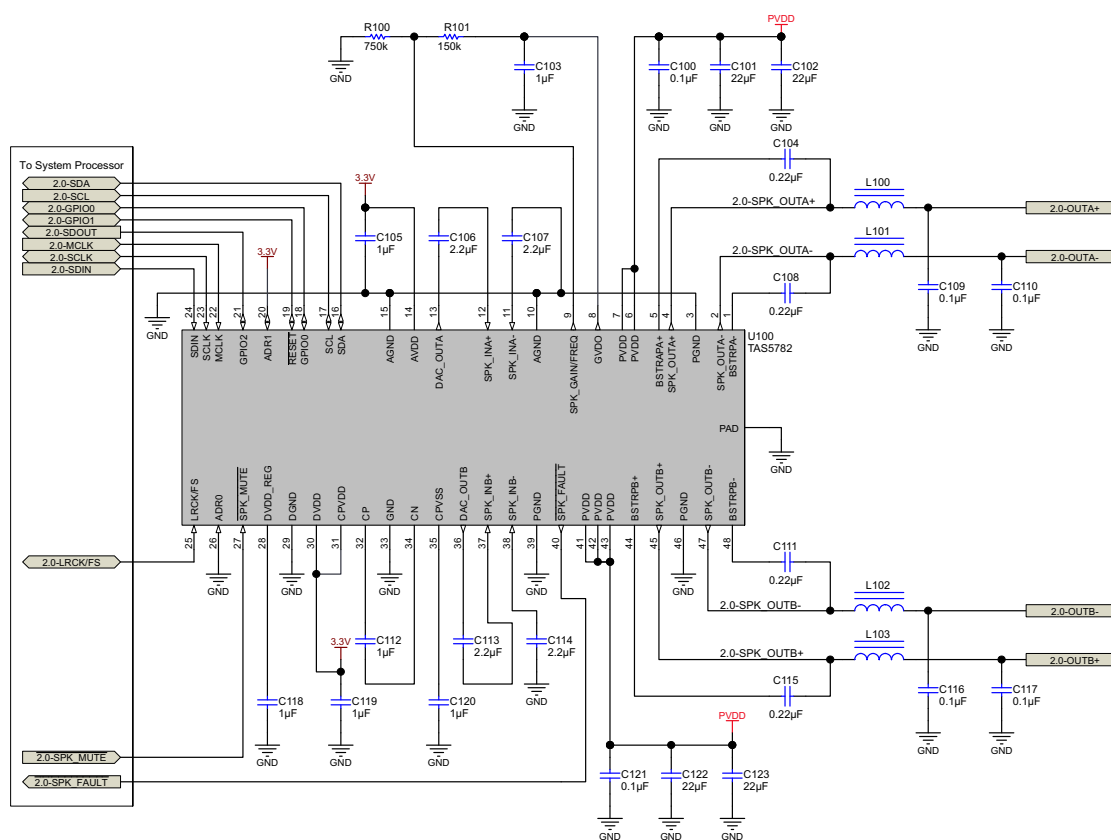 R100
750k
R101
150k
GND
C103
1µF
GND
PVDD
C100
0.1µF
C101
22µF
C102
22µF
GND
GND
GND
To System Processor
2.0-SDA
2.0-SCL
2.0-GPIO0
2.0-GPIO1
2.0-SDOUT
2.0-MCLK
2.0-SCLK
2.0-SDIN
3.3V
3.3V
C105
1µF
C106
2.2µF
C107
2.2µF
C104
0.22µF
2.0-SPK_OUTA+
L100
2.0-OUTA+
2.0-SPK_OUTA-
L101
2.0-OUTA-
C108
0.22µF
C109
0.1µF
C110
0.1µF
GND
GND
GND
24
23
22
21
20
19
18
17
16
15
14
13
12
11
10
9
8
7
6
5
4
3
2
1
U100
TAS5782
SDIN
SCLK
MCLK
GPIO2
ADR1
RESET
GPIO0
SCL
SDA
AGND
AVDD
DAC_OUTA
SPK_INA+
SPK_INA-
AGND
SPK_GAIN/FREQ
GVDO
PVDD
PVDD
BSTRAPA+
SPK_OUTA+
PGND
SPK_OUTA-
BSTRPA-
PAD
GND
LRCK/FS
ADR0
SPK_MUTE
DVDD_REG
DGND
DVDD
CPVDD
CP
GND
CN
CPVSS
DAC_OUTB
SPK_INB+
SPK_INB-
PGND
SPK_FAULT
PVDD
PVDD
PVDD
BSTRPB+
SPK_OUTB+
PGND
SPK_OUTB-
BSTRPB-
25
26
27
28
29
30
31
32
33
34
35
36
37
38
39
40
41
42
43
44
45
46
47
48
2.0-LRCK/FS
GND
GND
GND
GND
GND
C111
0.22µF
2.0-SPK_OUTB-
L102
2.0-OUTB-
2.0-SPK_OUTB+
L103
2.0-OUTB+
3.3V
C112
1µF
C113
2.2µF
C114
2.2µF
GND
C115
0.22µF
C116
0.1µF
C117
0.1µF
GND
GND
C118
1µF
C119
1µF
C120
1µF
GND
GND
GND
PVDD
2.0-SPK_MUTE
2.0-SPK_FAULT
C121
0.1µF
C122
22µF
C123
22µF
GND
GND
GND